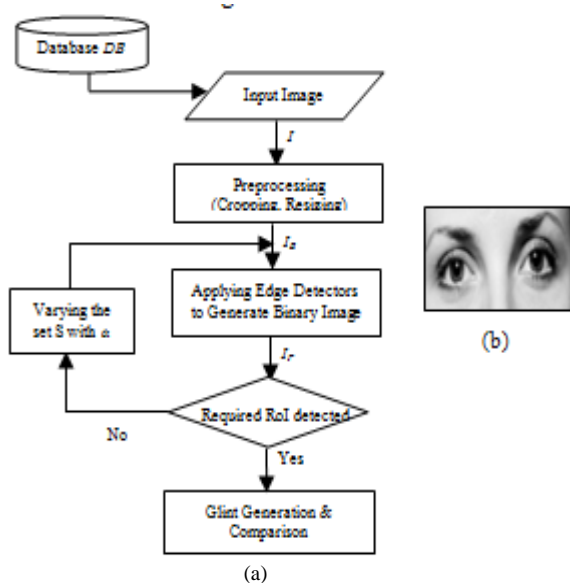 Database DB
Input Image
I
Preprocessing
(Cropping, Resizing)
Ig
Varying the
set S with α
Applying Edge Detectors
to Generate Binary Image
(b)
Ir
Required RoI detected
No
Yes
Glint Generation &
Comparison
(a)